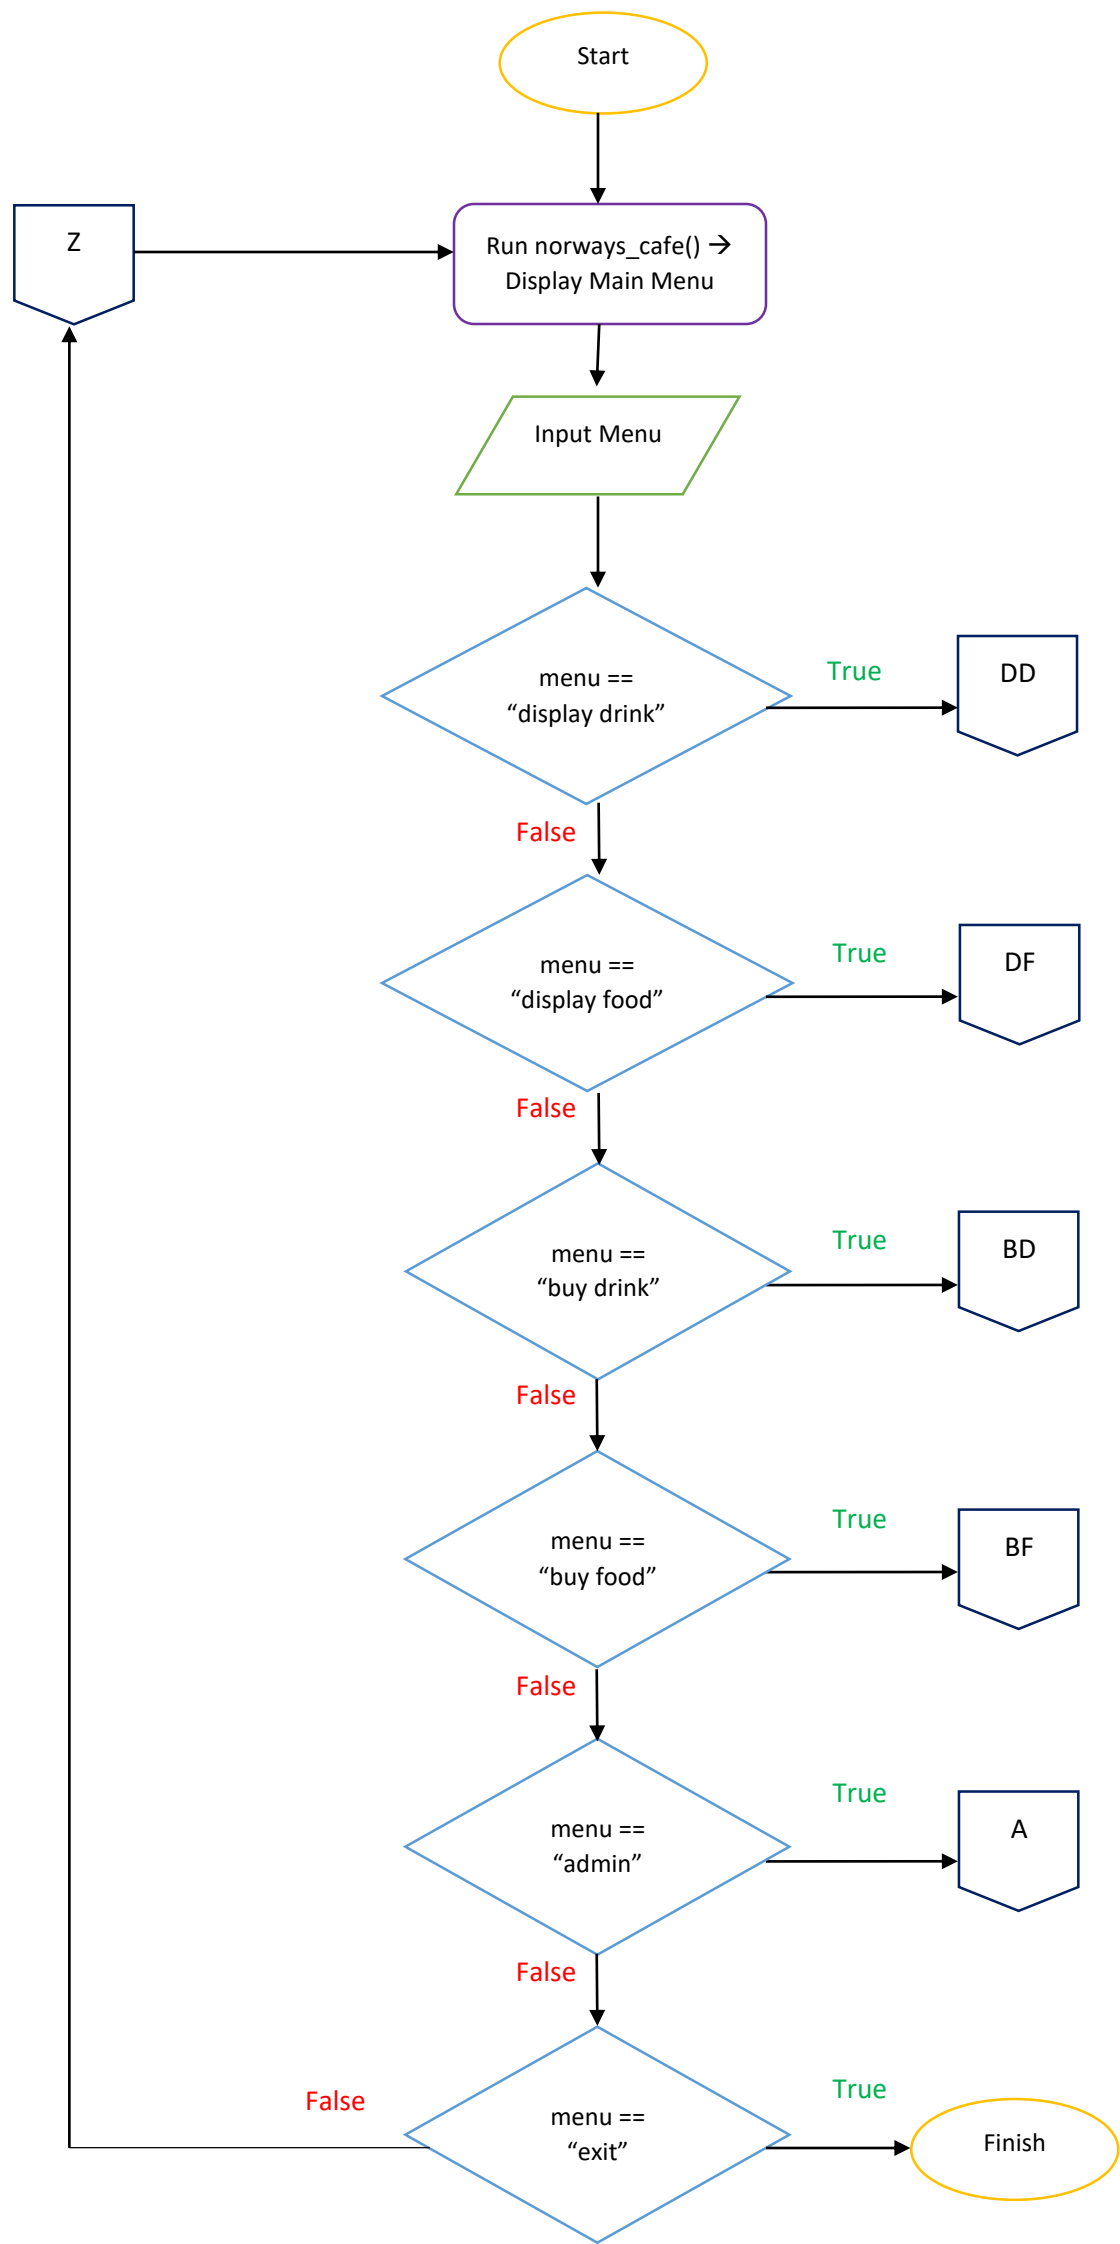 Start
Z
Run norways_cafe() →
Display Main Menu
Input Menu
menu ==
“display drink”
True
DD
False
menu ==
“display food”
True
DF
False
menu ==
“buy drink”
True
BD
False
menu ==
“buy food”
True
BF
False
menu ==
“admin”
True
A
False
False
menu ==
“exit”
True
Finish